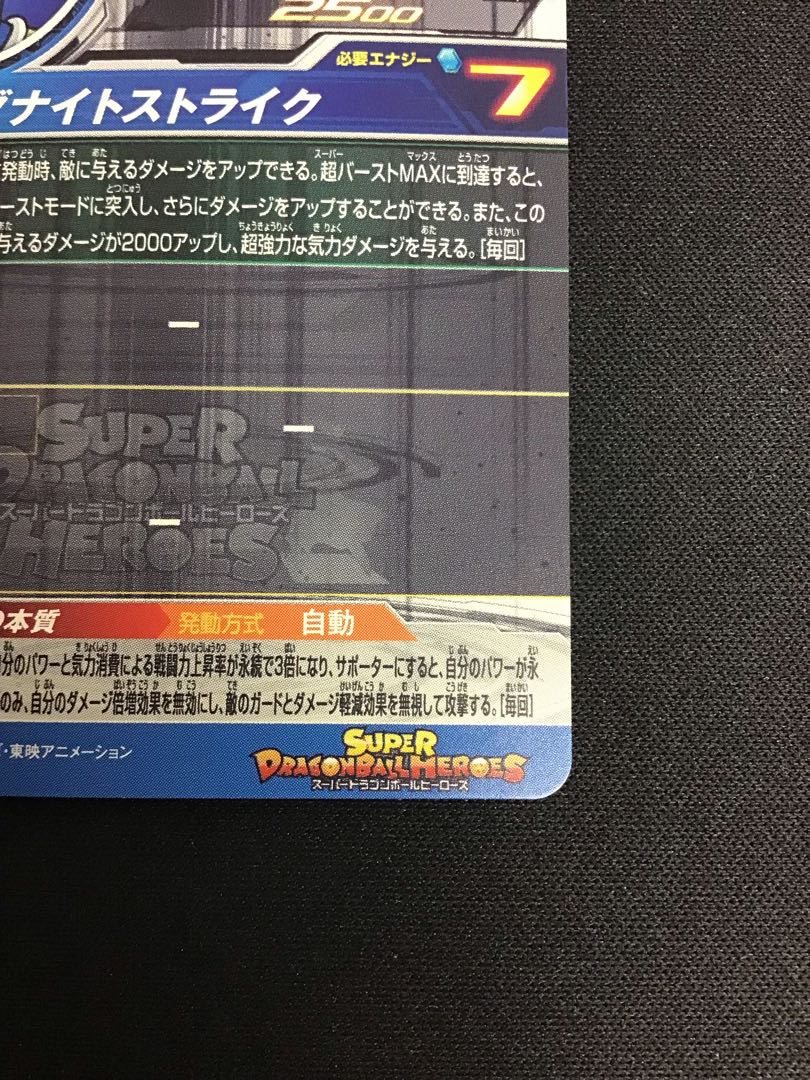 2500
必要エナジー 7
グナイトストライク
発動時、敵に与えるダメージをアップできる。超バーストMAXに到達すると、
ーストモードに突入し、さらにダメージをアップすることができる。また、この
与えるダメージが2000アップし、超強力な気力ダメージを与える。[毎回]
ー
ー
SUPER
DRAGONBALL
スーパードラゴンボールヒーローズ
HEROES
ー
本質 発動方式 自動
分のパワーと気力消費による戦闘力上昇率が永続で3倍になり、サポーターにすると、自分のパワーが永
のみ、自分のダメージ倍増効果を無効にし、敵のガードとダメージ軽減効果を無視して攻撃する。[毎回]
・東映アニメーション
SUPER
DRAGONBALL HEROES
スーパードラゴンボールヒーローズ